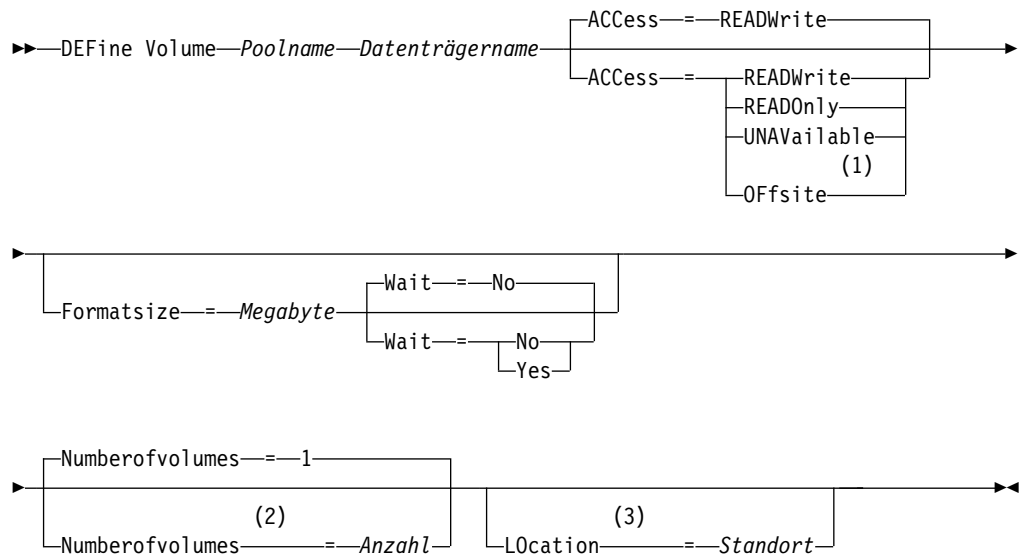 ACCess = READWrite
DEFine Volume Poolname Datenträgername
ACCess = READWrite
READOnly
UNAVailable
(1)
OFfsite
Wait = No
Formatsize = Megabyte
Wait = No
Yes
Numberofvolumes = 1
(2) (3)
Numberofvolumes = Anzahl LOcation = Standort